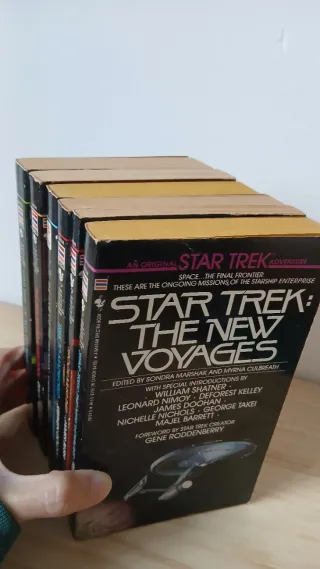 AN ORIGINAL STAR TREK ADVENTURE
SPACE...THE FINAL FRONTIER
THESE ARE THE ONGOING MISSIONS OF THE STARSHIP ENTERPRISE
STAR TREK:
THE NEW
VOYAGES
EDITED BY SONDRA MARSHAK AND MYRNA CULBREATH
WITH SPECIAL INTRODUCTIONS BY
WILLIAM SHATNER ·
LEONARD NIMOY · DEFOREST KELLEY
JAMES DOOHAN ·
NICHELLE NICHOLS · GEORGE TAKEI
MAJEL BARRETT ·
FOREWORD BY STAR TREK CREATOR
GENE RODDENBERRY